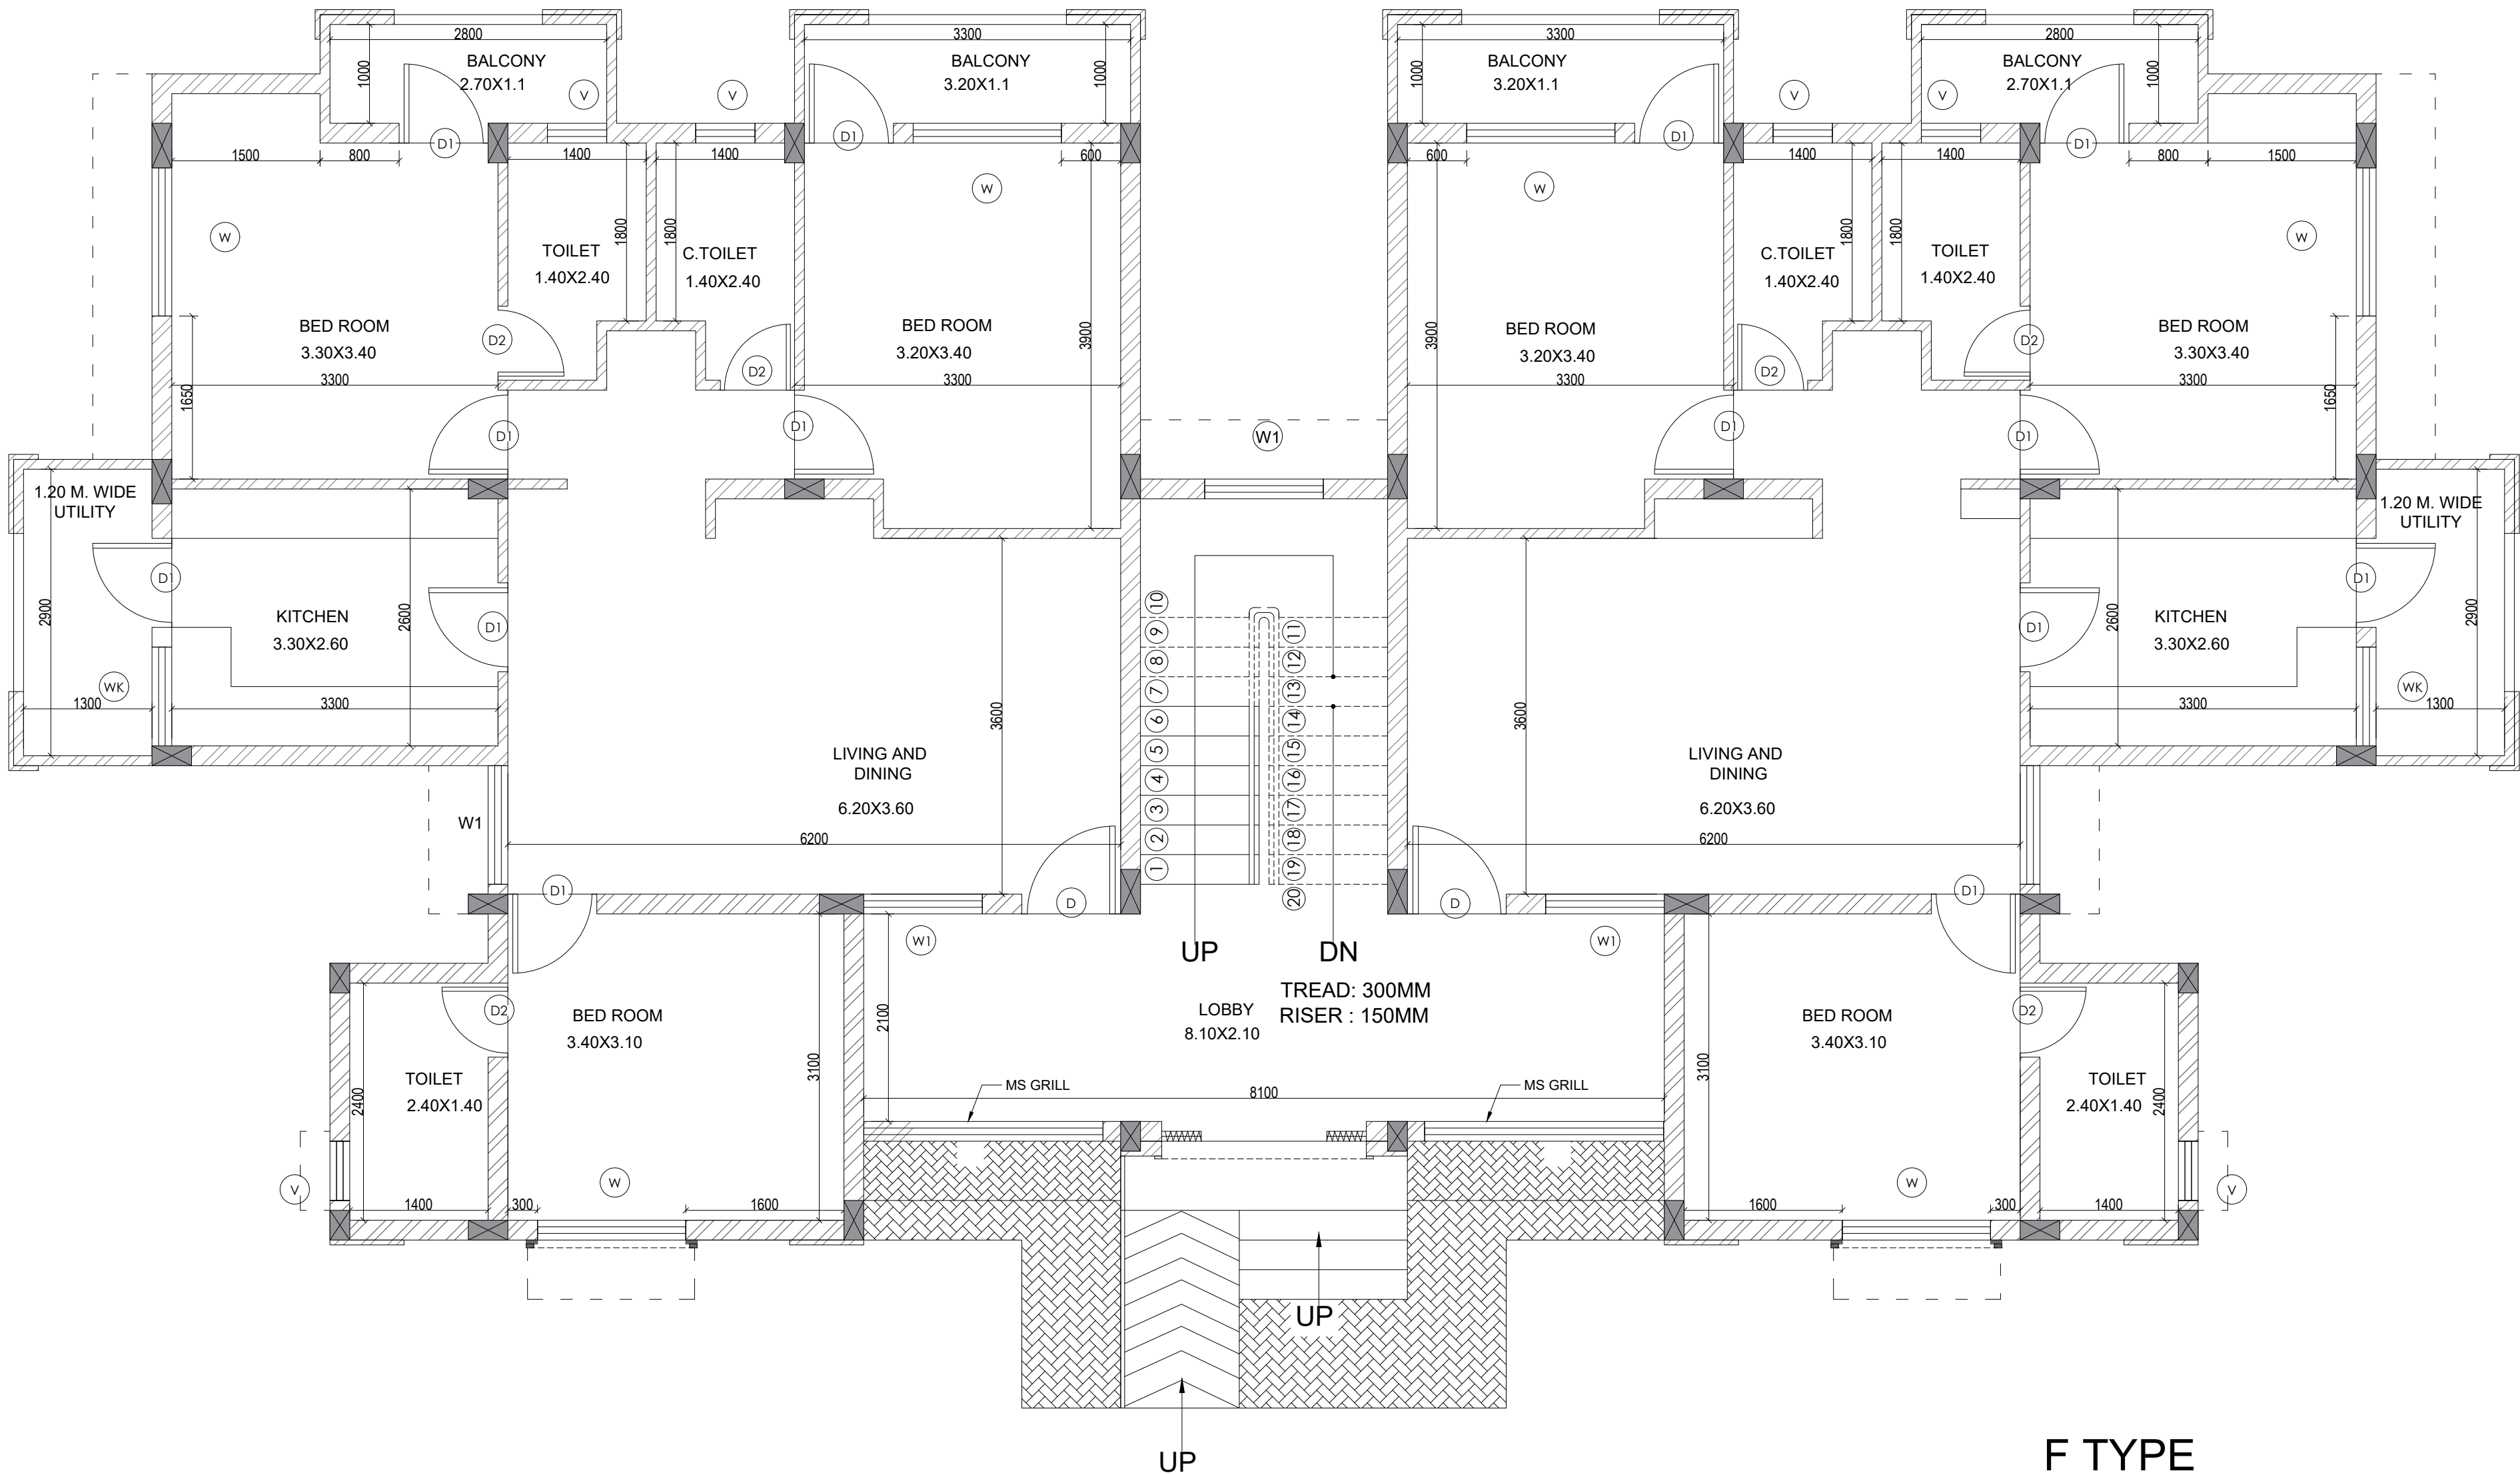 2800
3300
3300
2800
BALCONY
2.70X1.1
1000
BALCONY
3.20X1.1
1000
BALCONY
3.20X1.1
1000
BALCONY
2.70X1.1
1000
V
V
V
V
D1
D1
D1
D1
1500
800
1400
1400
600
600
1400
1400
800
1500
W
W
W
W
TOILET
1.40X2.40
1800
1800
C.TOILET
1.40X2.40
C.TOILET
1.40X2.40
1800
1800
TOILET
1.40X2.40
BED ROOM
3.30X3.40
BED ROOM
3.20X3.40
3900
3900
BED ROOM
3.20X3.40
BED ROOM
3.30X3.40
D2
D2
D2
D2
3300
3300
3300
3300
1650
1650
D1
D1
W1
D1
D1
1.20 M. WIDE
UTILITY
1.20 M. WIDE
UTILITY
D1
D1
2900
KITCHEN
3.30X2.60
2600
D1
D1
2600
KITCHEN
3.30X2.60
2900
WK
WK
1300
3300
3600
3600
3300
1300
10
9
8
7
6
5
4
3
2
1
11
12
13
14
15
16
17
18
19
20
LIVING AND
DINING
6.20X3.60
LIVING AND
DINING
6.20X3.60
W1
6200
6200
D1
D
D
D1
W1
W1
UP
DN
TREAD: 300MM
RISER : 150MM
LOBBY
8.10X2.10
2100
D2
D2
BED ROOM
3.40X3.10
3100
BED ROOM
3.40X3.10
3100
TOILET
2.40X1.40
2400
TOILET
2.40X1.40
2400
MS GRILL
MS GRILL
8100
V
W
W
V
1400
300
1600
1600
300
1400
UP
UP
F TYPE